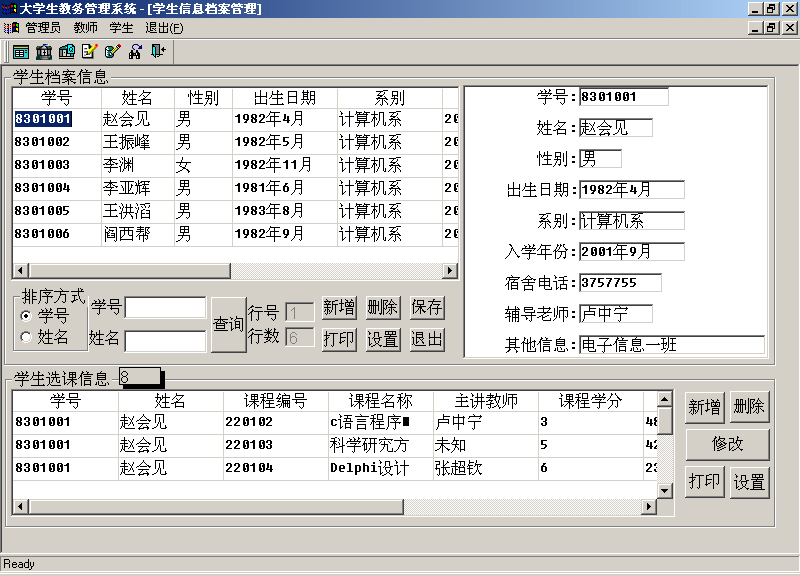 大学生教务管理系统 - [学生信息档案管理]
管理员 教师 学生 退出(F)
学生档案信息
学号 姓名 性别 出生日期 系别
8301001 赵会见 男 1982年4月 计算机系 20
8301002 王振峰 男 1982年5月 计算机系 20
8301003 李渊 女 1982年11月 计算机系 20
8301004 李亚辉 男 1981年6月 计算机系 20
8301005 王洪滔 男 1983年8月 计算机系 20
8301006 阎西帮 男 1982年9月 计算机系 20
学号:8301001
姓名:赵会见
性别:男
出生日期:1982年4月
系别:计算机系
入学年份:2001年9月
宿舍电话:3757755
辅导老师:卢中宁
其他信息:电子信息一班
排序方式
学号
姓名
学号
姓名
查询
行号 1
行数 6
新增 删除 保存
打印 设置 退出
学生选课信息 8
学号 姓名 课程编号 课程名称 主讲教师 课程学分
8301001 赵会见 220102 c语言程序 卢中宁 3 48
8301001 赵会见 220103 科学研究方 未知 5 42
8301001 赵会见 220104 Delphi设计 张超钦 6 23
新增 删除
修改
打印 设置
Ready